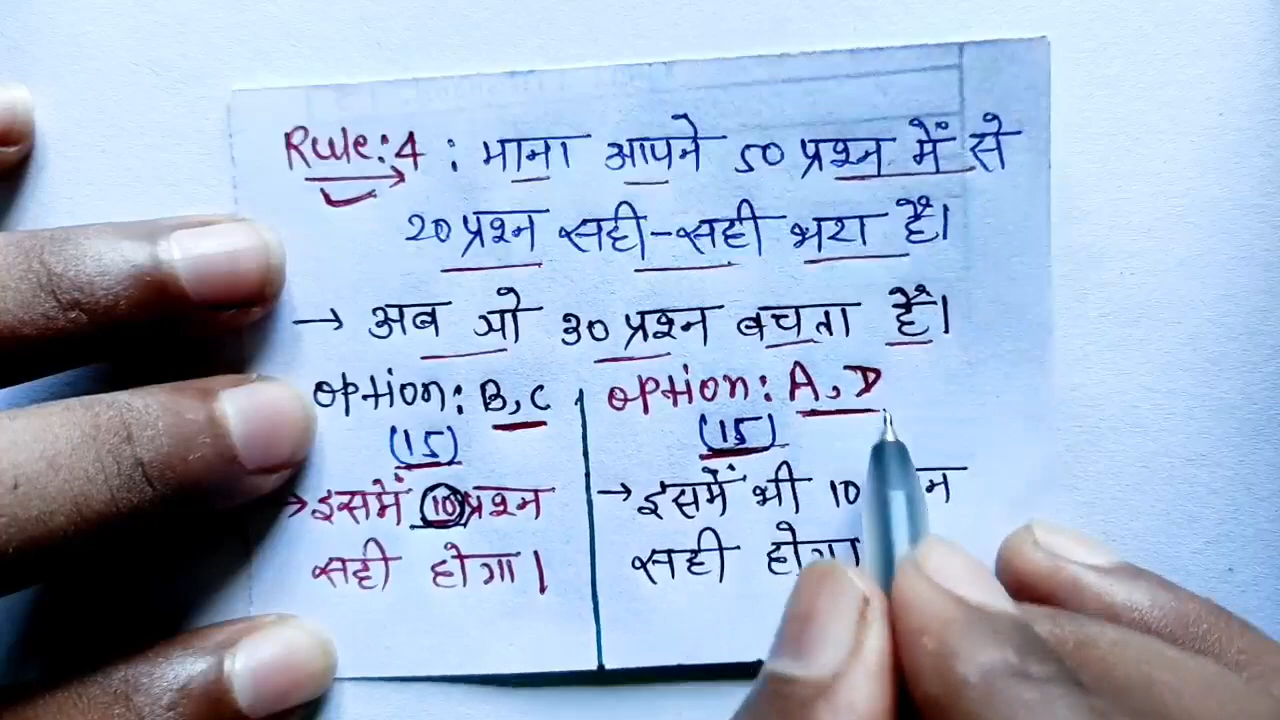 Rule:4 : माना आपने 50 प्रश्न में से
20 प्रश्न सही-सही भरा है।
→ अब जो 30 प्रश्न बचता है।
option: B, C
(15)
→ इसमें 10 प्रश्न
सही होगा।
option: A, D
(15)
→ इसमें भी 10
सही होगा